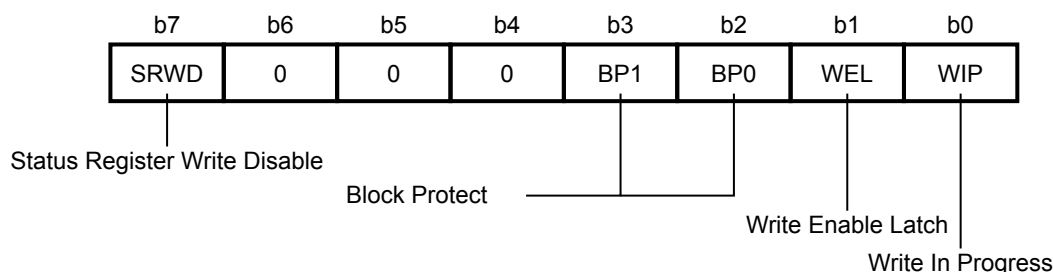 b7 b6 b5 b4 b3 b2 b1 b0
SRWD 0 0 0 BP1 BP0 WEL WIP
Status Register Write Disable
Block Protect
Write Enable Latch
Write In Progress